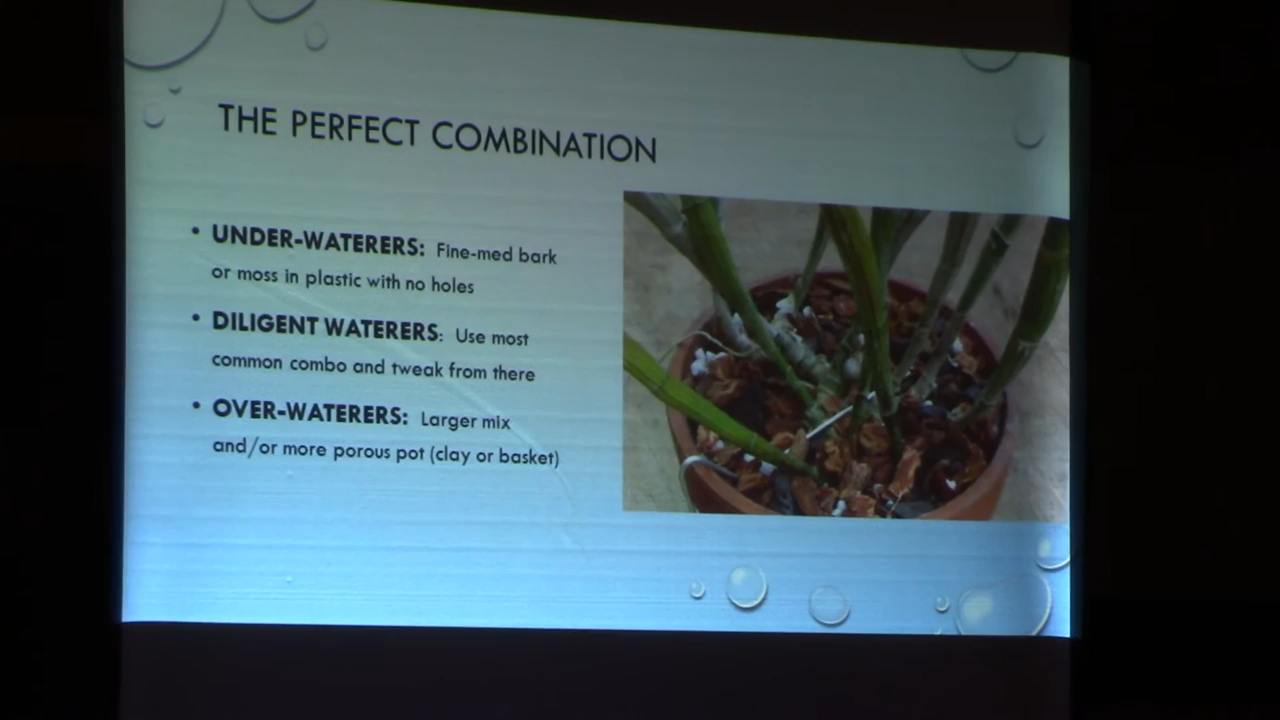 THE PERFECT COMBINATION
• UNDER-WATERERS: Fine-med bark
or moss in plastic with no holes
• DILIGENT WATERERS: Use most
common combo and tweak from there
• OVER-WATERERS: Larger mix
and/or more porous pot (clay or basket)